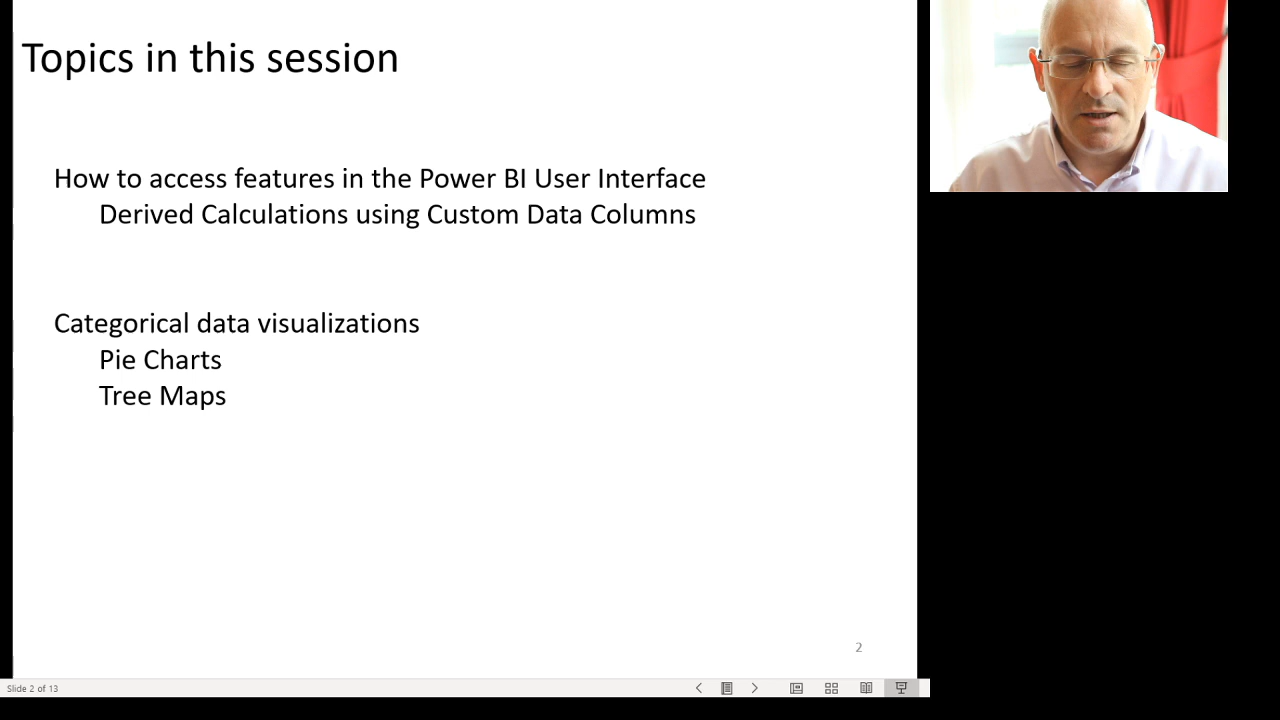 Topics in this session
How to access features in the Power BI User Interface
Derived Calculations using Custom Data Columns
Categorical data visualizations
Pie Charts
Tree Maps
2
Slide 2 of 13